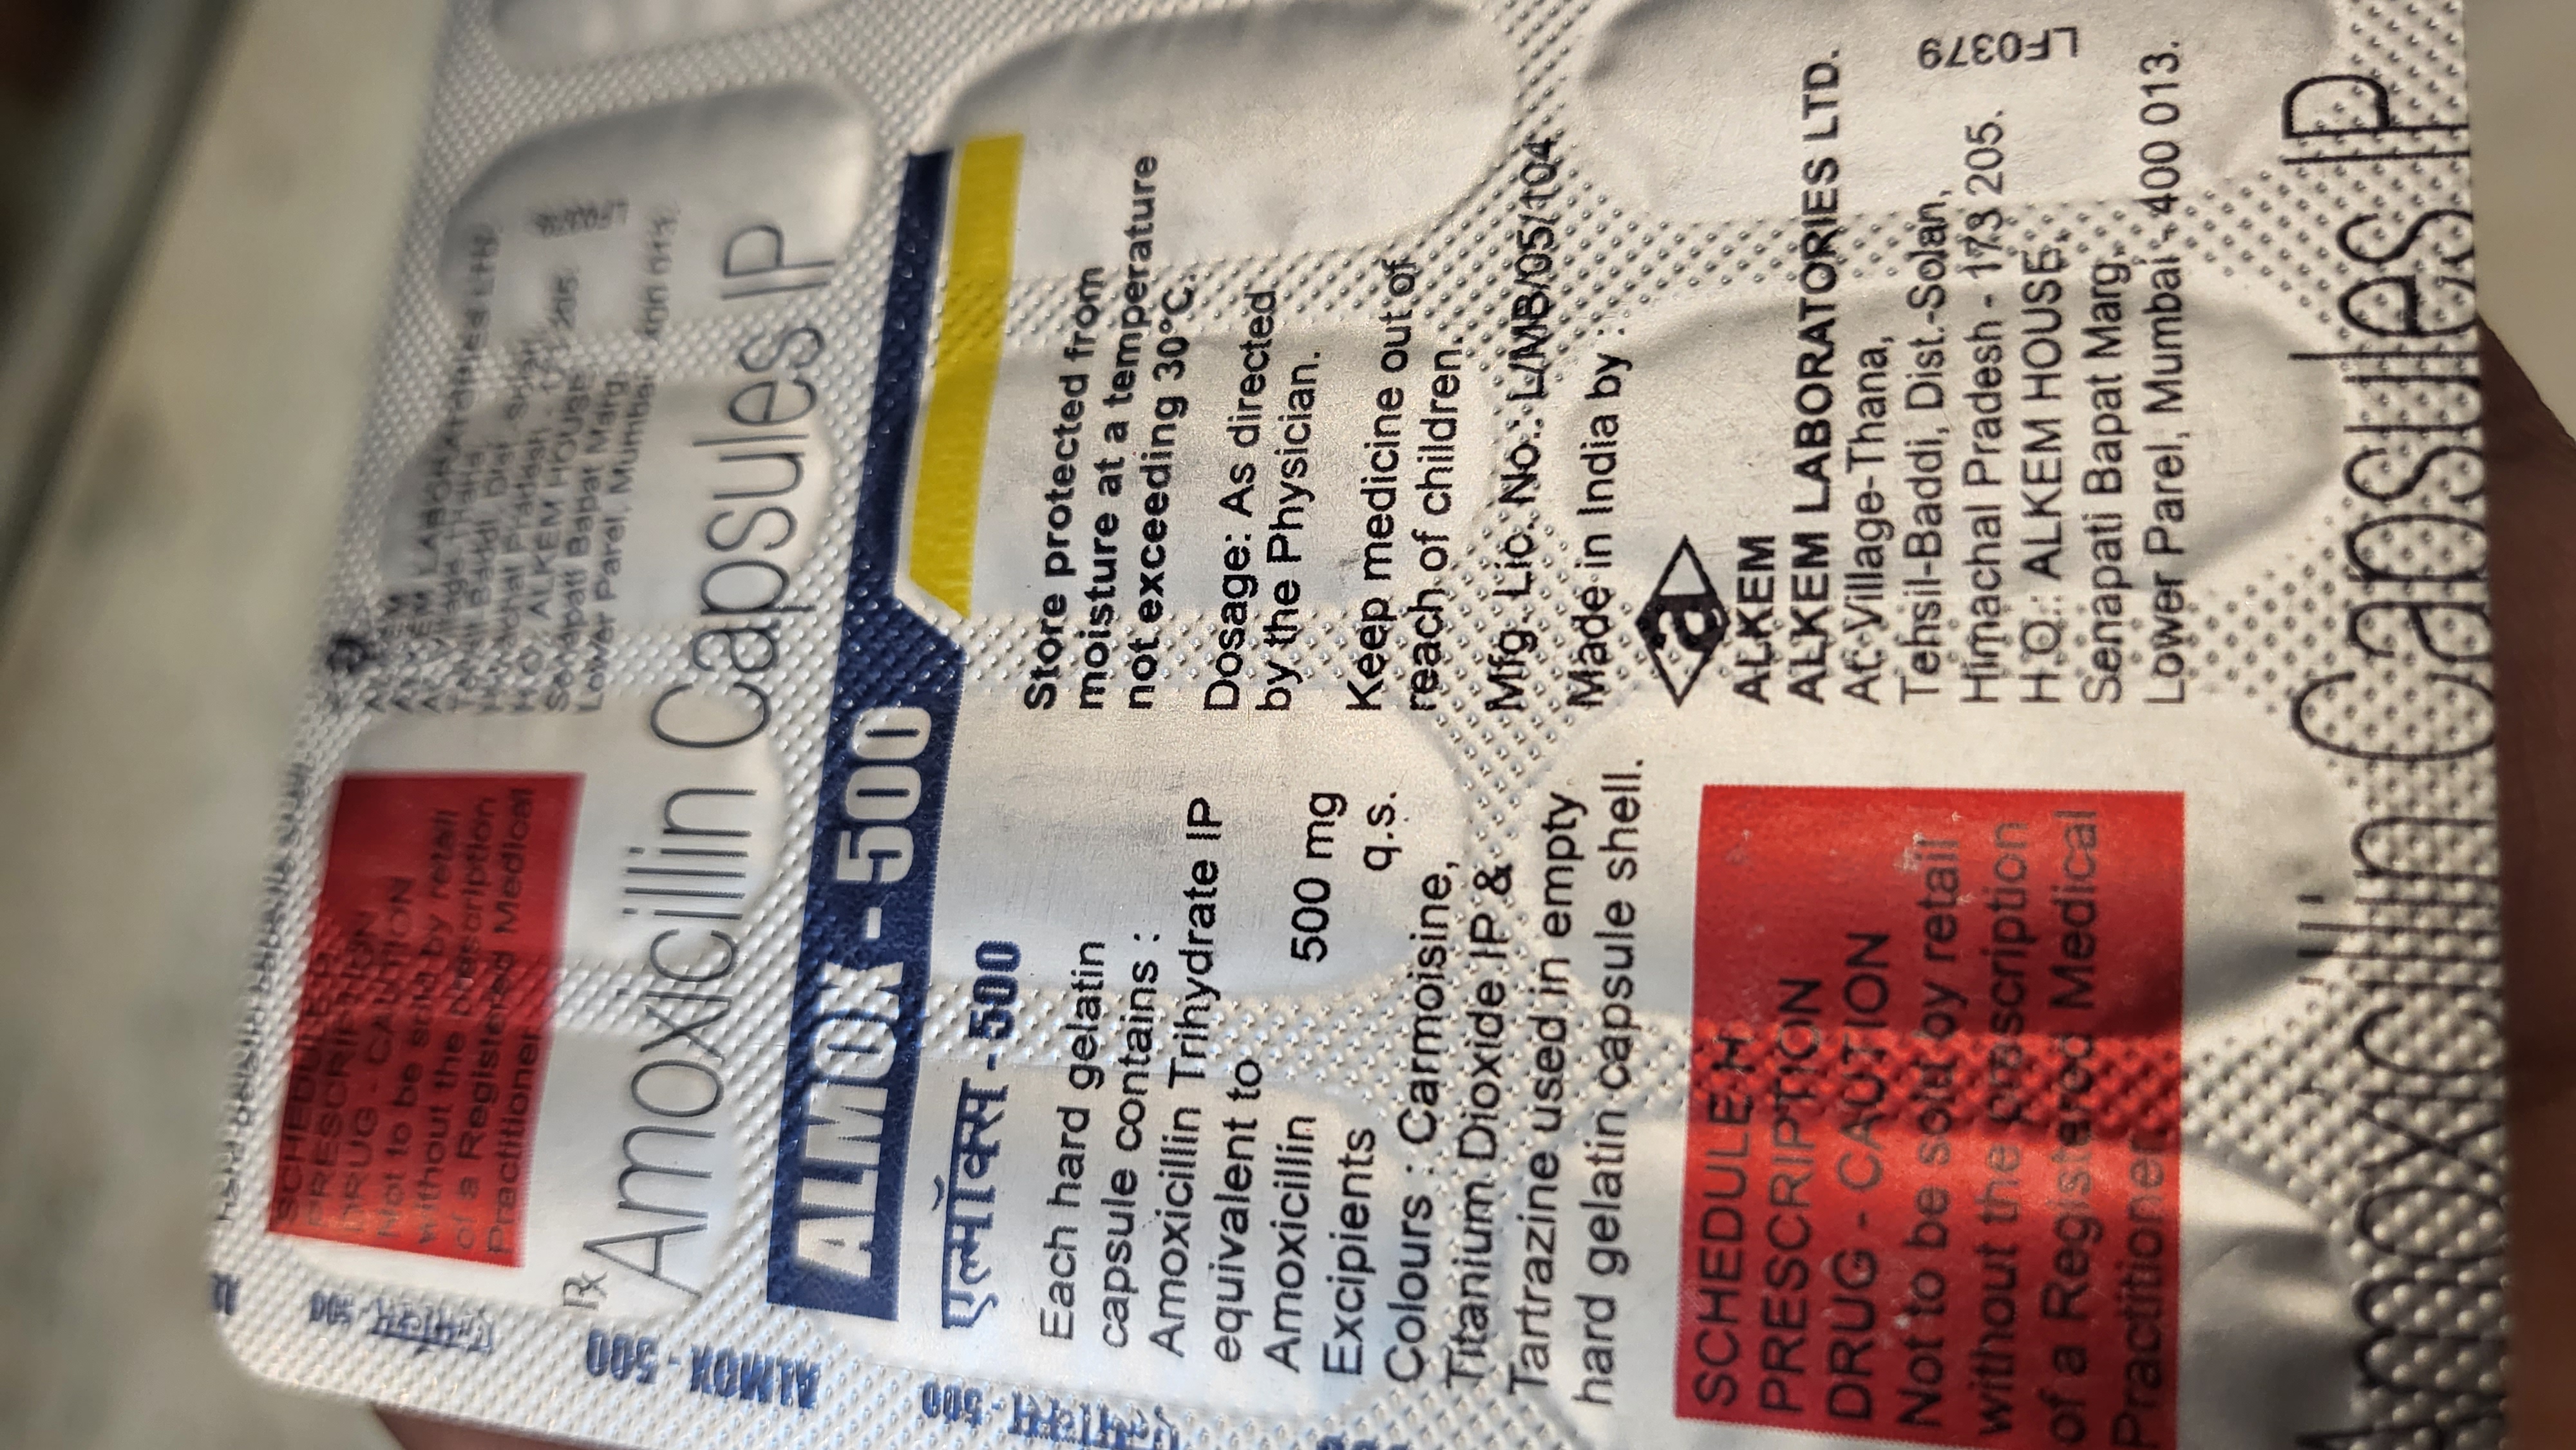 hard gelatin capsule shell.
SCHEDULE H
PRESCRIPTION
DRUG - CAUTION
Not to be sold by retail
without the prescription
of a Registered Medical
Practitioner
ALKEM
ALKEM LABORATORIES LTD.
At: Village-Thana,
Tehsil-Baddi, Dist.-Solan,
Himachal Pradesh - 173 205.
H.O.: ALKEM HOUSE,
Senapati Bapat Marg,
Lower Parel, Mumbai - 400 013.
Rx
Amoxicillin Capsules IP
ALMOX - 500
एल्मॉक्स - 500
Each hard gelatin
capsule contains :
Amoxicillin Trihydrate IP
equivalent to
Amoxicillin 500 mg
Excipients q.s.
Colours : Carmoisine,
Titanium Dioxide IP &
Tartrazine used in empty
hard gelatin capsule shell.
Store protected from
moisture at a temperature
not exceeding 30°C.
Dosage: As directed
by the Physician.
Keep medicine out of
reach of children.
Mfg. Lic. No.: L/MB/05/104
Made in India by :
a
ALKEM
ALKEM LABORATORIES LTD.
At: Village-Thana,
Tehsil-Baddi, Dist.-Solan,
Himachal Pradesh - 173 205.
H.O.: ALKEM HOUSE,
Senapati Bapat Marg,
Lower Parel, Mumbai - 400 013.
LF0379
SCHEDULE H
PRESCRIPTION
DRUG - CAUTION
Not to be sold by retail
without the prescription
of a Registered Medical
Practitioner
Amoxicillin Capsules IP
एल्मॉक्स - 500
ALMOX - 500
एल्मॉक्स - 500